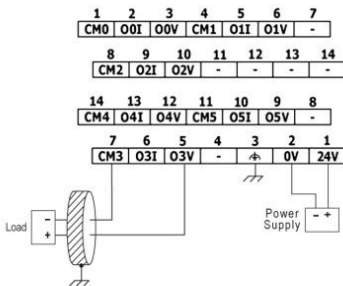 1 2 3 4 5 6 7
CM0 O0I O0V CM1 O1I O1V -
8 9 10 11 12 13 14
CM2 O2I O2V - - - -
14 13 12 11 10 9 8
CM4 O4I O4V CM5 O5I O5V -
7 6 5 4 3 2 1
CM3 O3I O3V - 0V 24V
Load
-
+
Power
Supply
- +